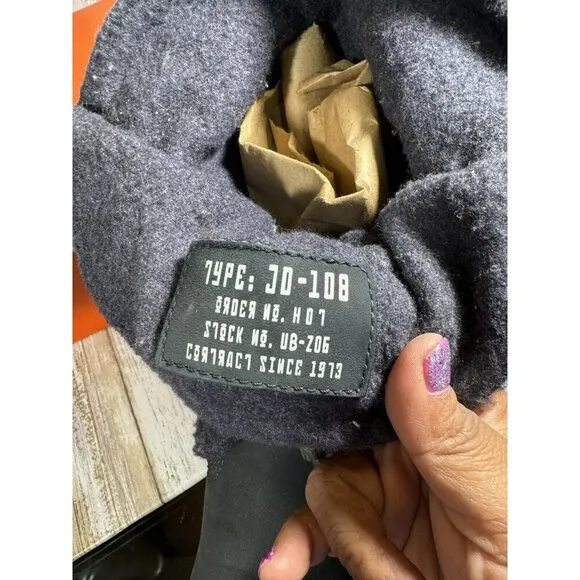 TYPE: JD-108
ORDER NO. H07
STOCK NO. UB-206
CONTRACT SINCE 1973